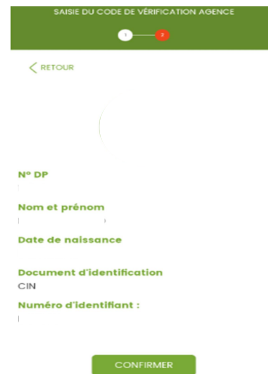 SAISIE DU CODE DE VÉRIFICATION AGENCE
1 2
RETOUR
N° DP
Nom et prénom
Date de naissance
Document d'identification
CIN
Numéro d'identifiant :
CONFIRMER